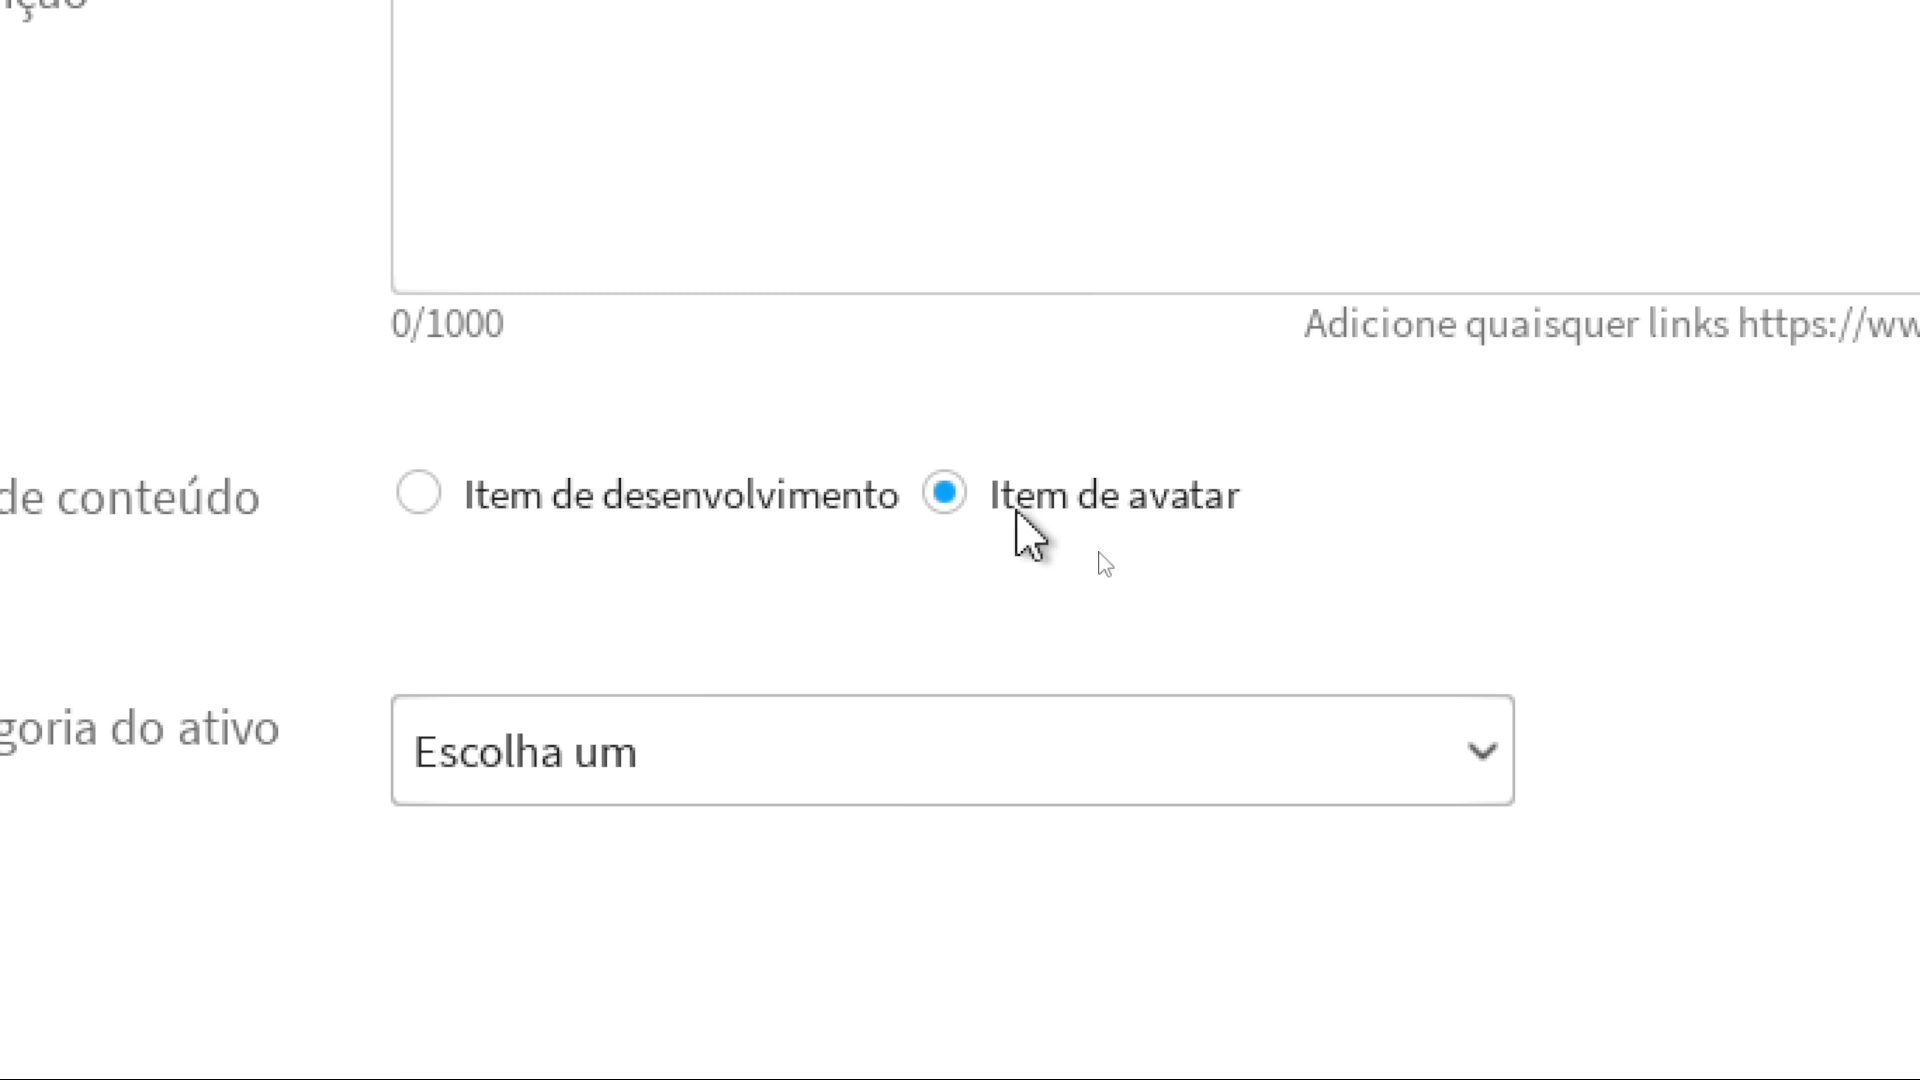 0/1000
Adicione quaisquer links https://ww
de conteúdo
Item de desenvolvimento
Item de avatar
goria do ativo
Escolha um